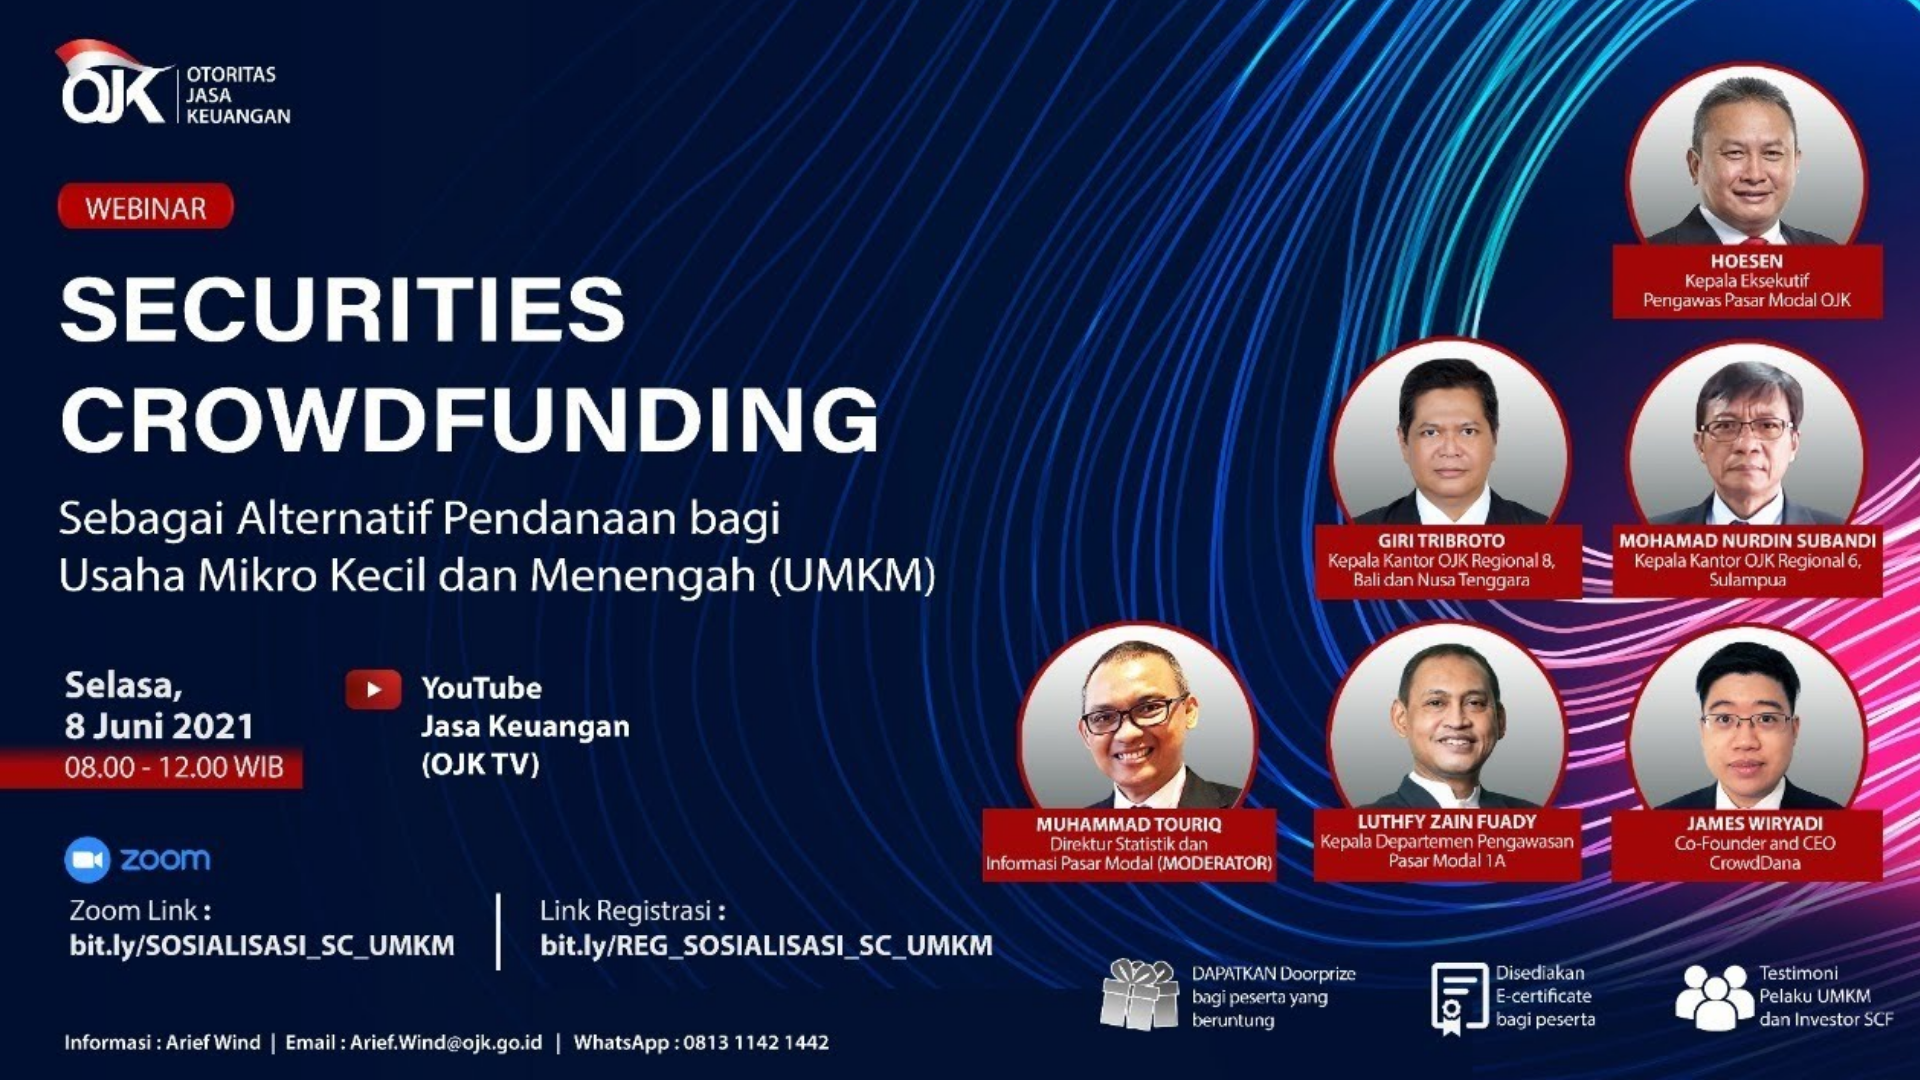 OJK
OTORITAS
JASA
KEUANGAN
WEBINAR
SECURITIES
CROWDFUNDING
Sebagai Alternatif Pendanaan bagi
Usaha Mikro Kecil dan Menengah (UMKM)
Selasa,
8 Juni 2021
08.00 - 12.00 WIB
YouTube
Jasa Keuangan
(OJK TV)
zoom
Zoom Link :
bit.ly/SOSIALISASI_SC_UMKM
Link Registrasi :
bit.ly/REG_SOSIALISASI_SC_UMKM
Informasi : Arief Wind | Email : Arief.Wind@ojk.go.id | WhatsApp : 0813 1142 1442
HOESEN
Kepala Eksekutif
Pengawas Pasar Modal OJK
GIRI TRIBROTO
Kepala Kantor OJK Regional 8,
Bali dan Nusa Tenggara
MOHAMAD NURDIN SUBANDI
Kepala Kantor OJK Regional 6,
Sulampua
MUHAMMAD TOURIQ
Direktur Statistik dan
Informasi Pasar Modal (MODERATOR)
LUTHFY ZAIN FUADY
Kepala Departemen Pengawasan
Pasar Modal 1A
JAMES WIRYADI
Co-Founder and CEO
CrowdDana
DAPATKAN Doorprize
bagi peserta yang
beruntung
Disediakan
E-certificate
bagi peserta
Testimoni
Pelaku UMKM
dan Investor SCF